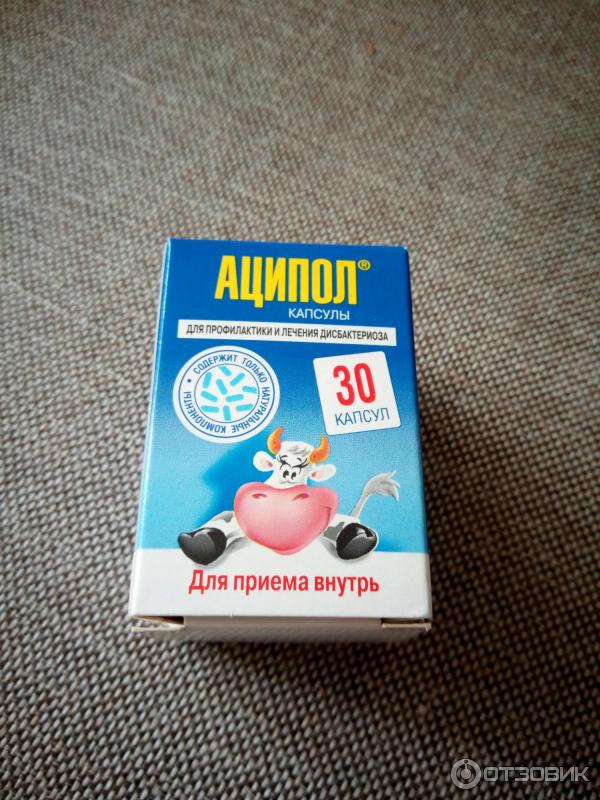 АЦИПОЛ®
КАПСУЛЫ
ДЛЯ ПРОФИЛАКТИКИ И ЛЕЧЕНИЯ ДИСБАКТЕРИОЗА
• СОДЕРЖИТ ТОЛЬКО НАТУРАЛЬНЫЕ КОМПОНЕНТЫ
30
КАПСУЛ
Для приема внутрь
ОТЗОВИК